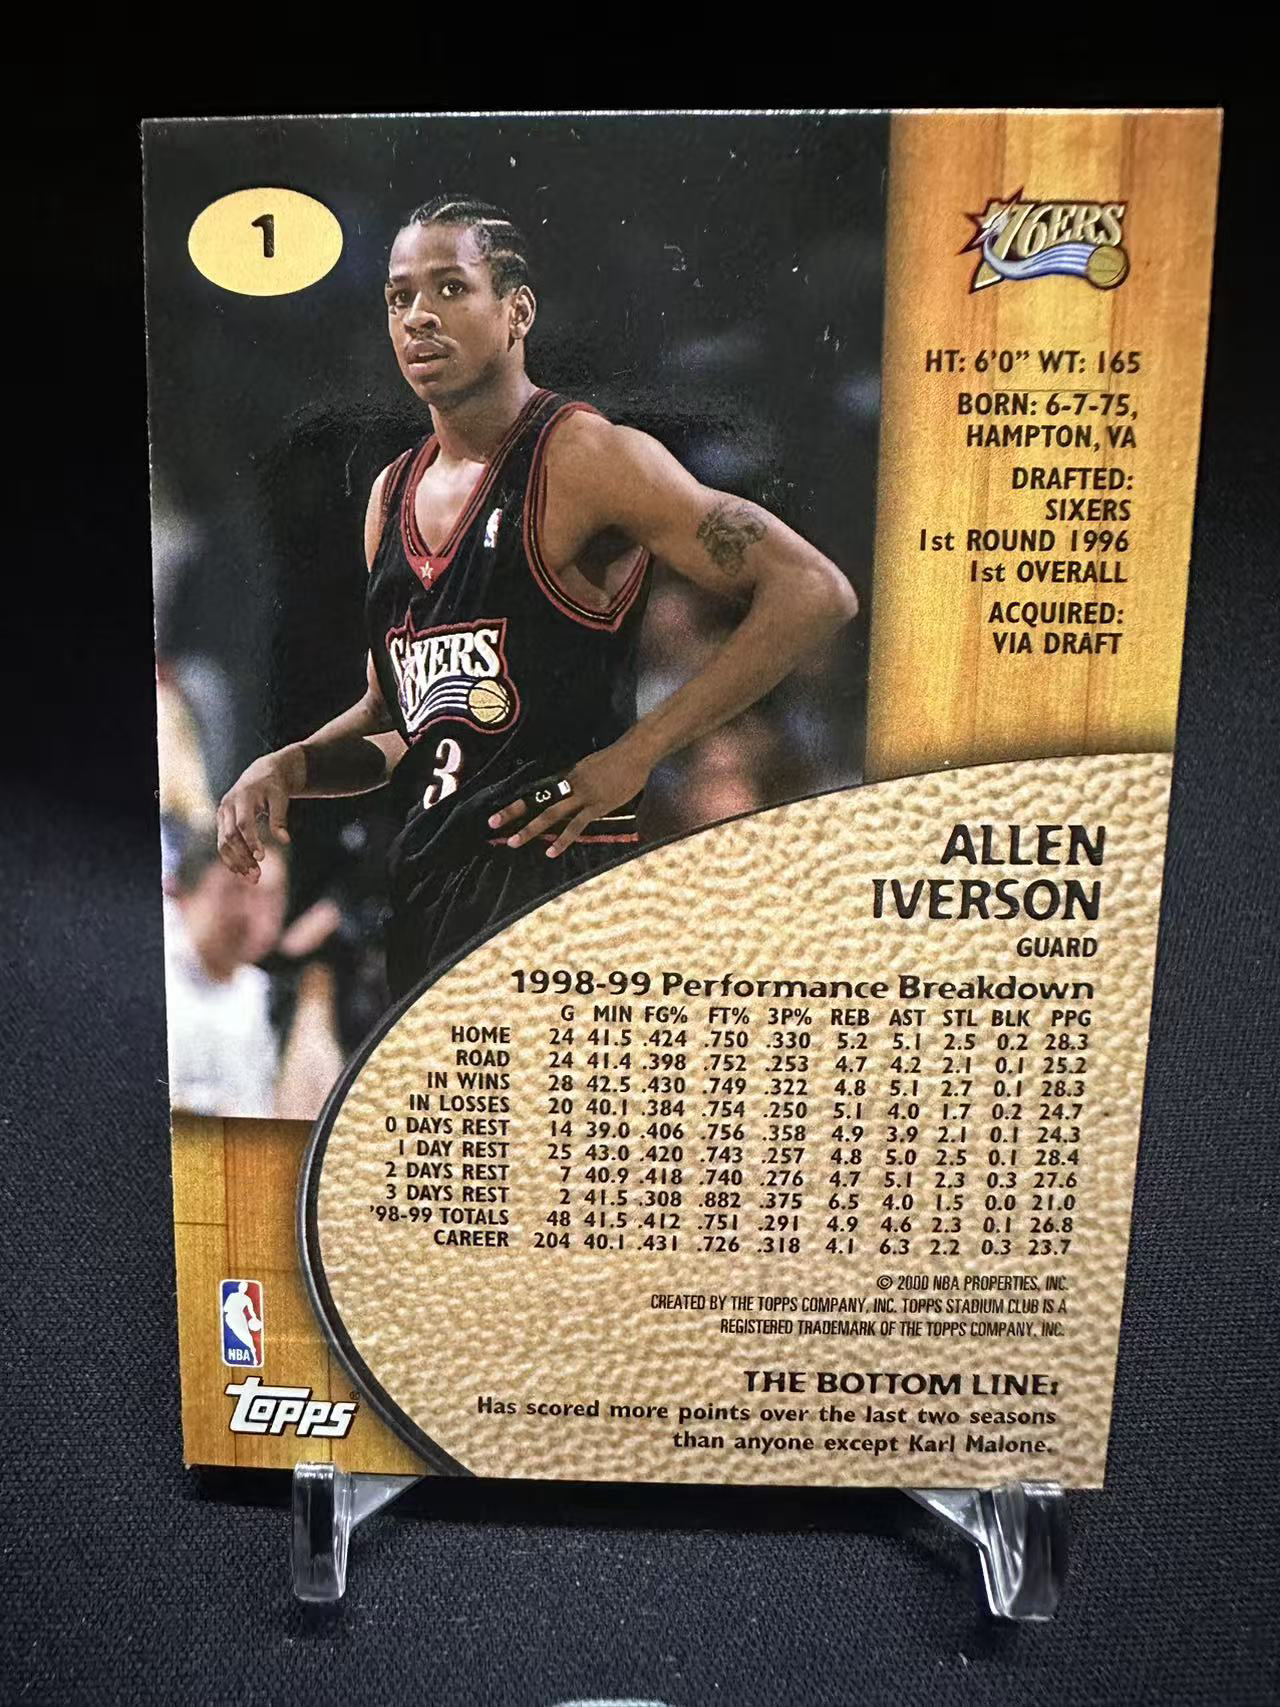 1
76ERS
HT: 6'0" WT: 165
BORN: 6-7-75,
HAMPTON, VA
DRAFTED:
SIXERS
1st ROUND 1996
1st OVERALL
ACQUIRED:
VIA DRAFT
SIXERS
3
3
ALLEN
IVERSON
GUARD
1998-99 Performance Breakdown
G MIN FG% FT% 3P% REB AST STL BLK PPG
HOME 24 41.5 .424 .750 .330 5.2 5.1 2.5 0.2 28.3
ROAD 24 41.4 .398 .752 .253 4.7 4.2 2.1 0.1 25.2
IN WINS 28 42.5 .430 .749 .322 4.8 5.1 2.7 0.1 28.3
IN LOSSES 20 40.1 .384 .754 .250 5.1 4.0 1.7 0.2 24.7
0 DAYS REST 14 39.0 .406 .756 .358 4.9 3.9 2.1 0.1 24.3
1 DAY REST 25 43.0 .420 .743 .257 4.8 5.0 2.5 0.1 28.4
2 DAYS REST 7 40.9 .418 .740 .276 4.7 5.1 2.3 0.3 27.6
3 DAYS REST 2 41.5 .308 .882 .375 6.5 4.0 1.5 0.0 21.0
'98-99 TOTALS 48 41.5 .412 .751 .291 4.9 4.6 2.3 0.1 26.8
CAREER 204 40.1 .431 .726 .318 4.1 6.3 2.2 0.3 23.7
© 2000 NBA PROPERTIES, INC.
CREATED BY THE TOPPS COMPANY, INC. TOPPS STADIUM CLUB IS A
REGISTERED TRADEMARK OF THE TOPPS COMPANY, INC.
NBA
Topps®
THE BOTTOM LINE:
Has scored more points over the last two seasons
than anyone except Karl Malone.